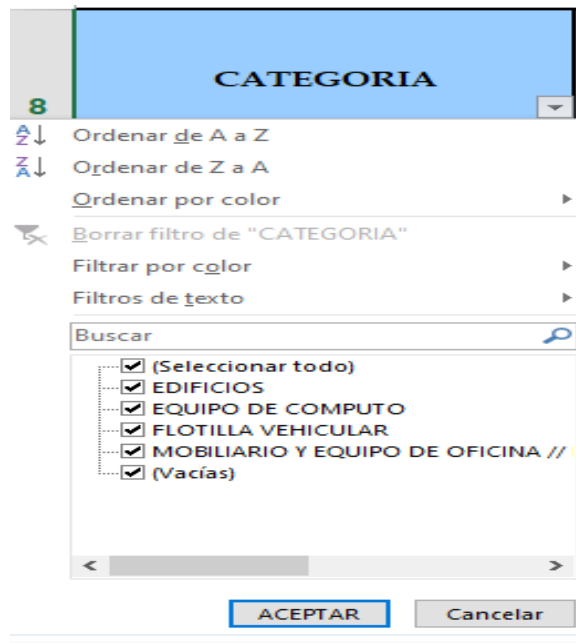 CATEGORIA
8
Ordenar de A a Z
Ordenar de Z a A
Ordenar por color
Borrar filtro de "CATEGORIA"
Filtrar por color
Filtros de texto
Buscar
(Seleccionar todo)
EDIFICIOS
EQUIPO DE COMPUTO
FLOTILLA VEHICULAR
MOBILIARIO Y EQUIPO DE OFICINA //
(Vacías)
ACEPTAR Cancelar